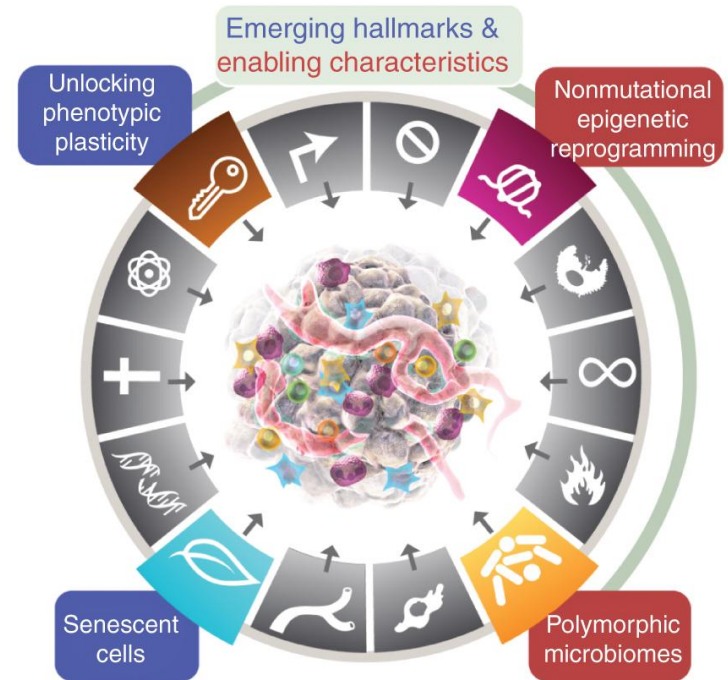 Emerging hallmarks &
enabling characteristics
Unlocking
phenotypic
plasticity
Nonmutational
epigenetic
reprogramming
Senescent
cells
Polymorphic
microbiomes